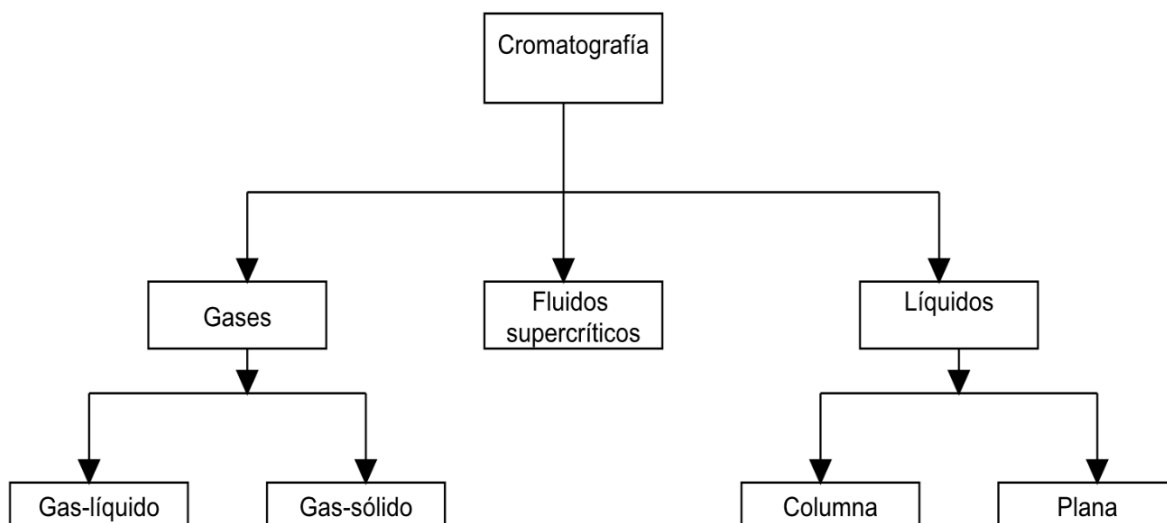 Cromatografía
Gases
Fluidos
supercríticos
Líquidos
Gas-líquido
Gas-sólido
Columna
Plana